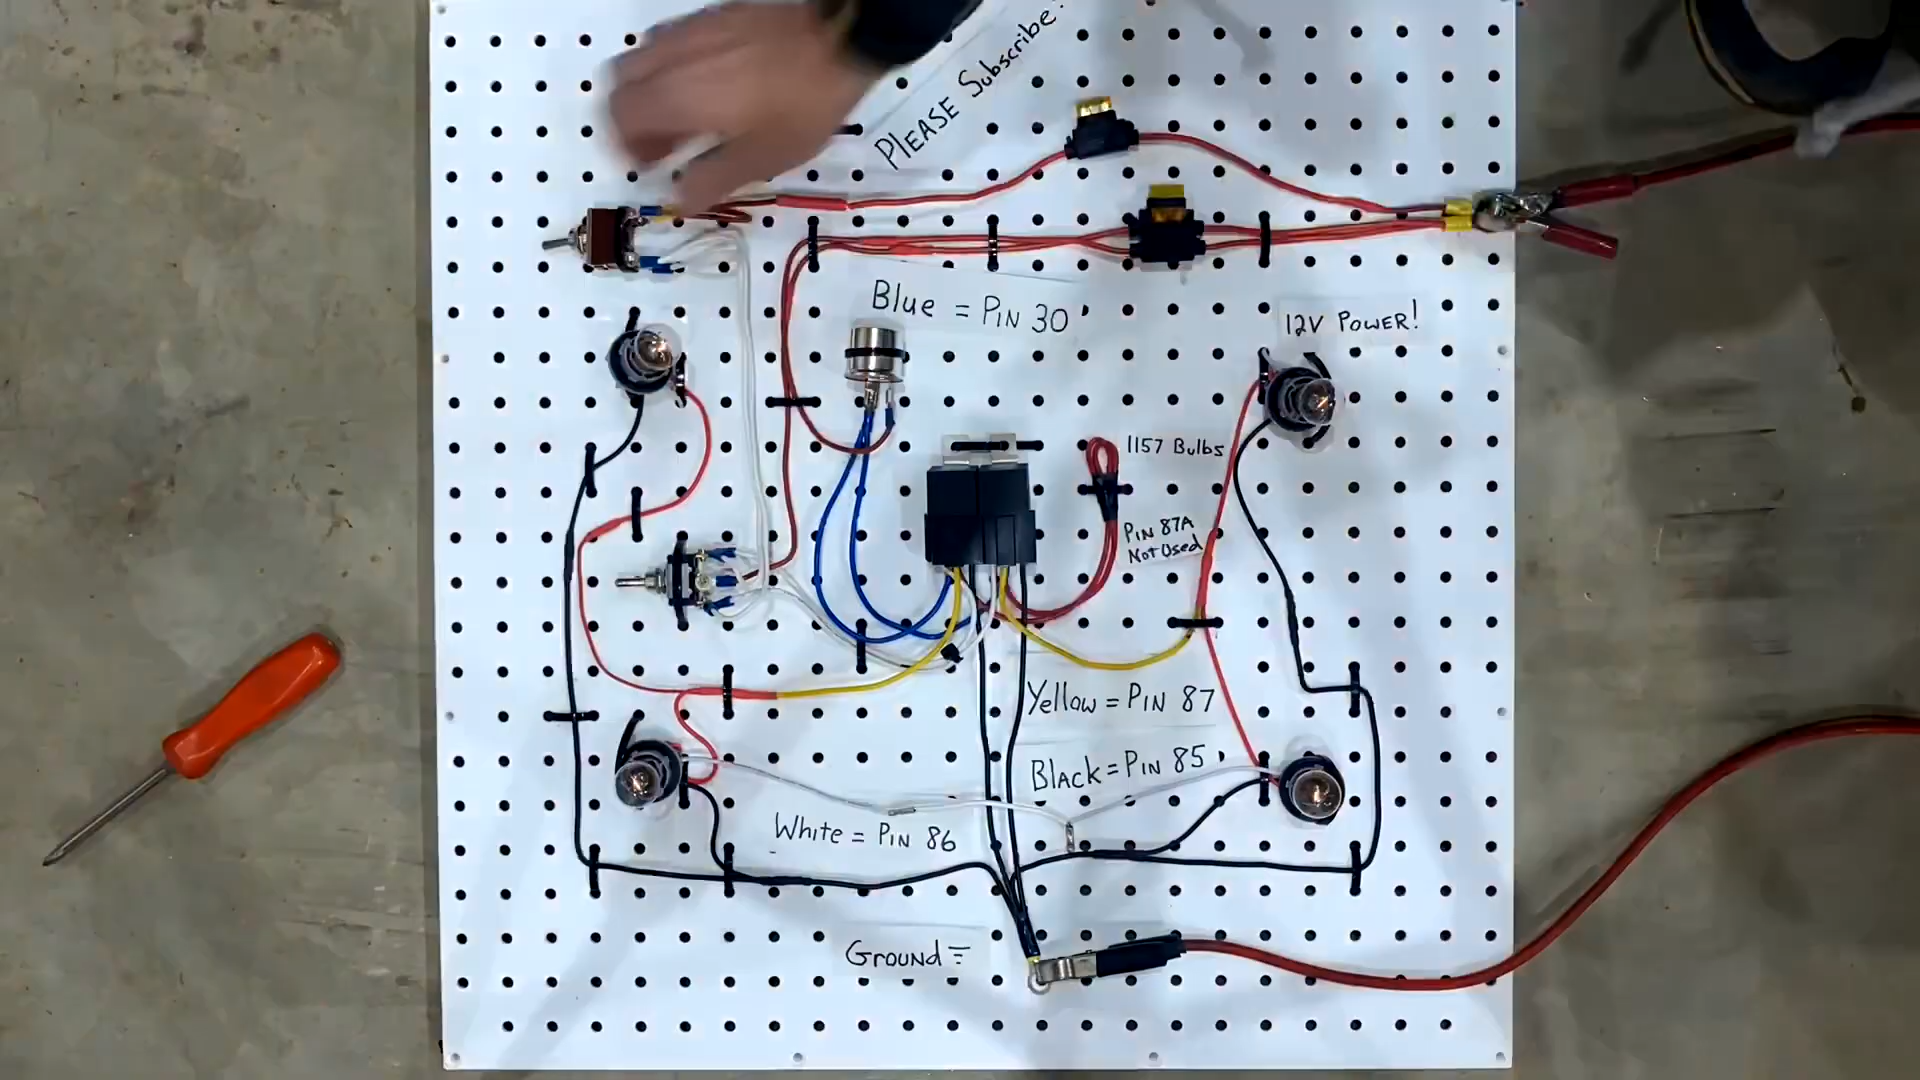 PLEASE Subscribe!
Blue = PIN 30
12V POWER!
1157 Bulbs
PIN 87A
Not Used
Yellow = PIN 87
Black = PIN 85
White = PIN 86
Ground =